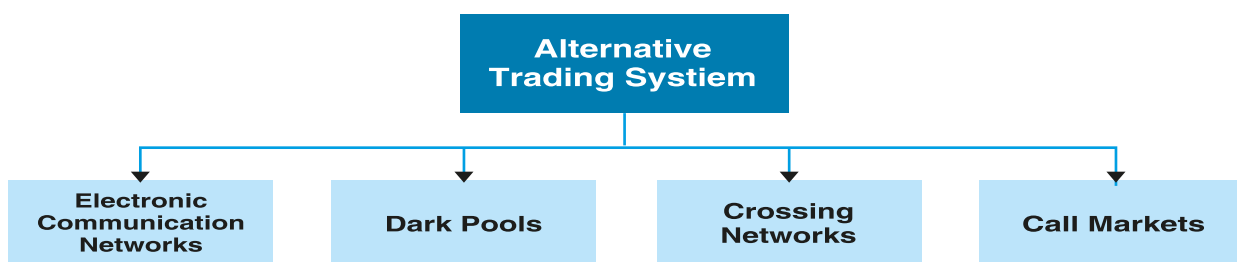 Alternative
Trading Systiem
Electronic
Communication
Networks
Dark Pools
Crossing
Networks
Call Markets